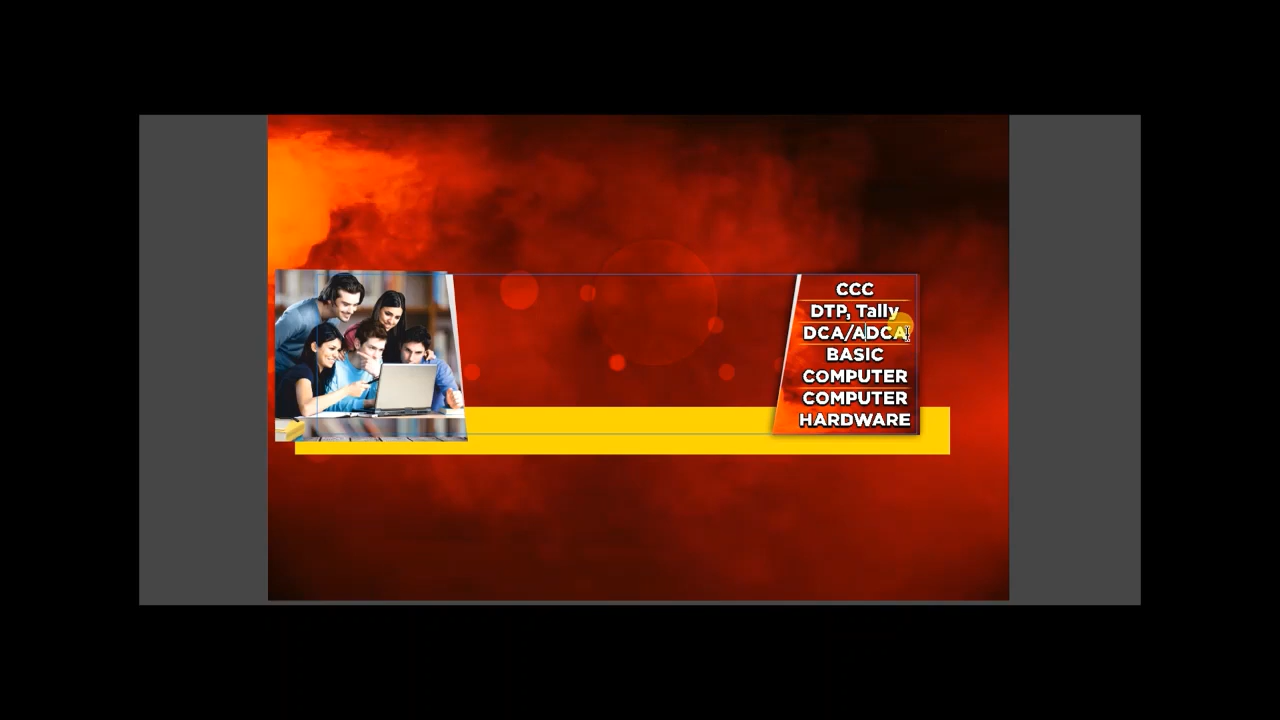 CCC
DTP, Tally
DCA/ADCA
BASIC
COMPUTER
COMPUTER
HARDWARE